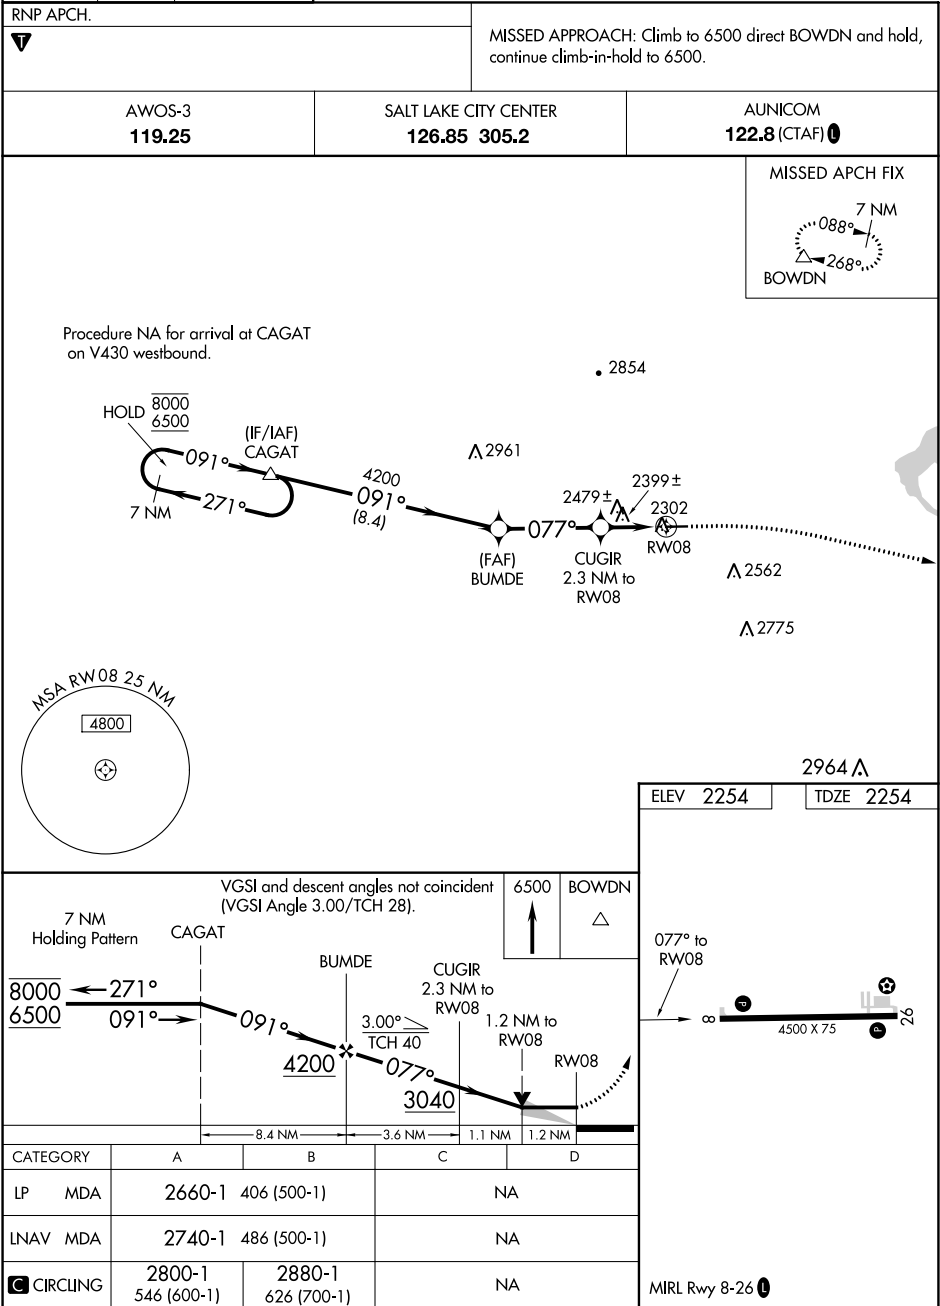 RNP APCH.
T
MISSED APPROACH: Climb to 6500 direct BOWDN and hold,
continue climb-in-hold to 6500.
AWOS-3
119.25
SALT LAKE CITY CENTER
126.85 305.2
AUNICOM
122.8 (CTAF) L
MISSED APCH FIX
7 NM
088°
268°
BOWDN
Procedure NA for arrival at CAGAT
on V430 westbound.
2854
HOLD
8000
6500
(IF/IAF)
CAGAT
091°
271°
7 NM
2961
4200
091°
(8.4)
2479 ±
2399 ±
2302
077°
RW08
(FAF)
BUMDE
CUGIR
2.3 NM to
RW08
2562
2775
MSA RW08 25 NM
4800
2964
ELEV 2254
TDZE 2254
VGSI and descent angles not coincident
(VGSI Angle 3.00/TCH 28).
6500
BOWDN
7 NM
Holding Pattern
CAGAT
BUMDE
CUGIR
2.3 NM to
RW08
8000
6500
271°
091°
091°
3.00°
TCH 40
1.2 NM to
RW08
RW08
4200
077°
3040
8.4 NM
3.6 NM
1.1 NM
1.2 NM
077° to
RW08
8
P
4500 X 75
P
26
CATEGORY A B C D
LP MDA 2660-1 406 (500-1) NA
LNAV MDA 2740-1 486 (500-1) NA
C CIRCLING 2800-1 2880-1 NA
546 (600-1) 626 (700-1)
MIRL Rwy 8-26 L